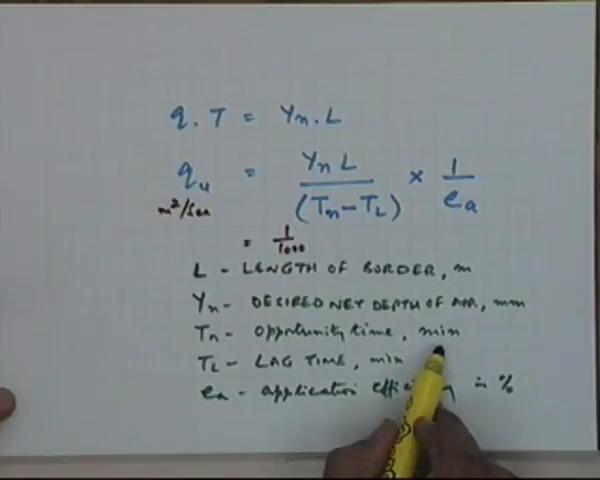 q . T = Yn . L
qu = Yn L / (Tn - TL) × 1 / ea
m²/sec
= 1/1000
L - LENGTH OF BORDER, m
Yn - DESIRED NET DEPTH OF APP, mm
Tn - Opportunity time, min
TL - LAG TIME, min
ea - application in %